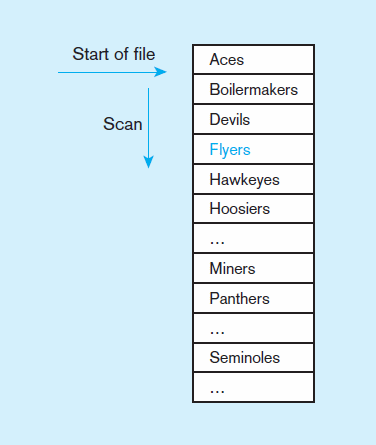 Start of file
Scan
Aces
Boilermakers
Devils
Flyers
Hawkeyes
Hoosiers
...
Miners
Panthers
...
Seminoles
...